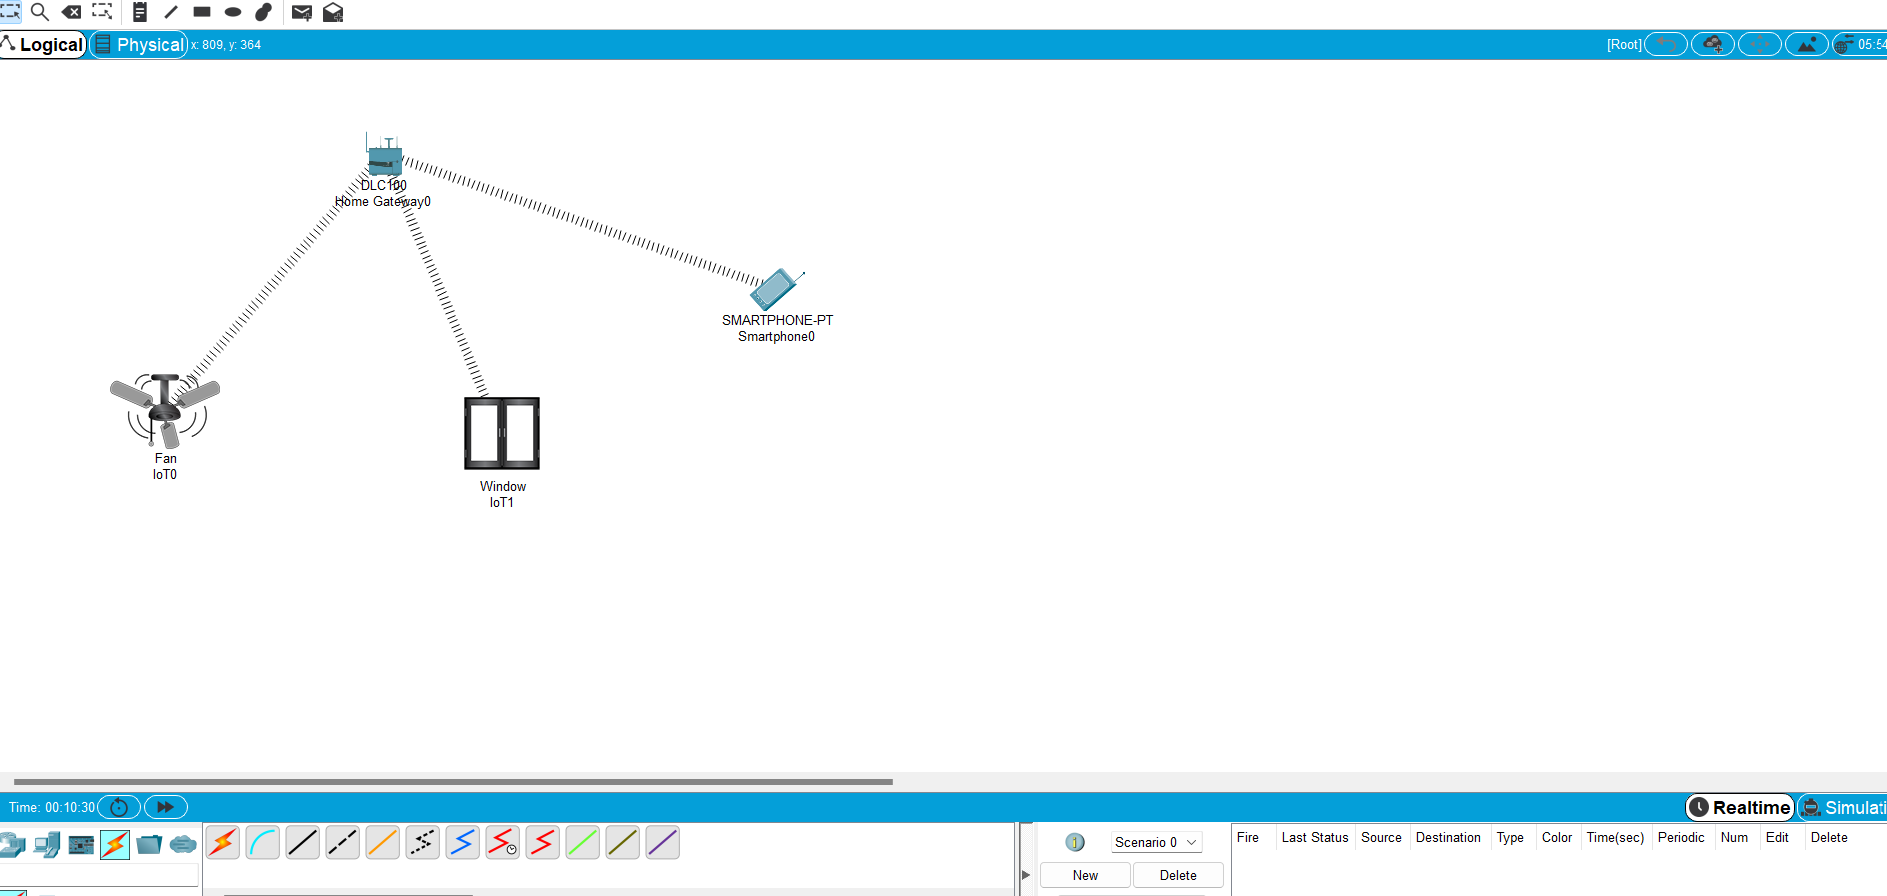 Logical Physical x: 809, y: 364 [Root] 05:54
DLC100
Home Gateway0
SMARTPHONE-PT
Smartphone0
Fan
IoT0
Window
IoT1
Time: 00:10:30 Realtime Simulati
Scenario 0 Fire Last Status Source Destination Type Color Time(sec) Periodic Num Edit Delete
New Delete